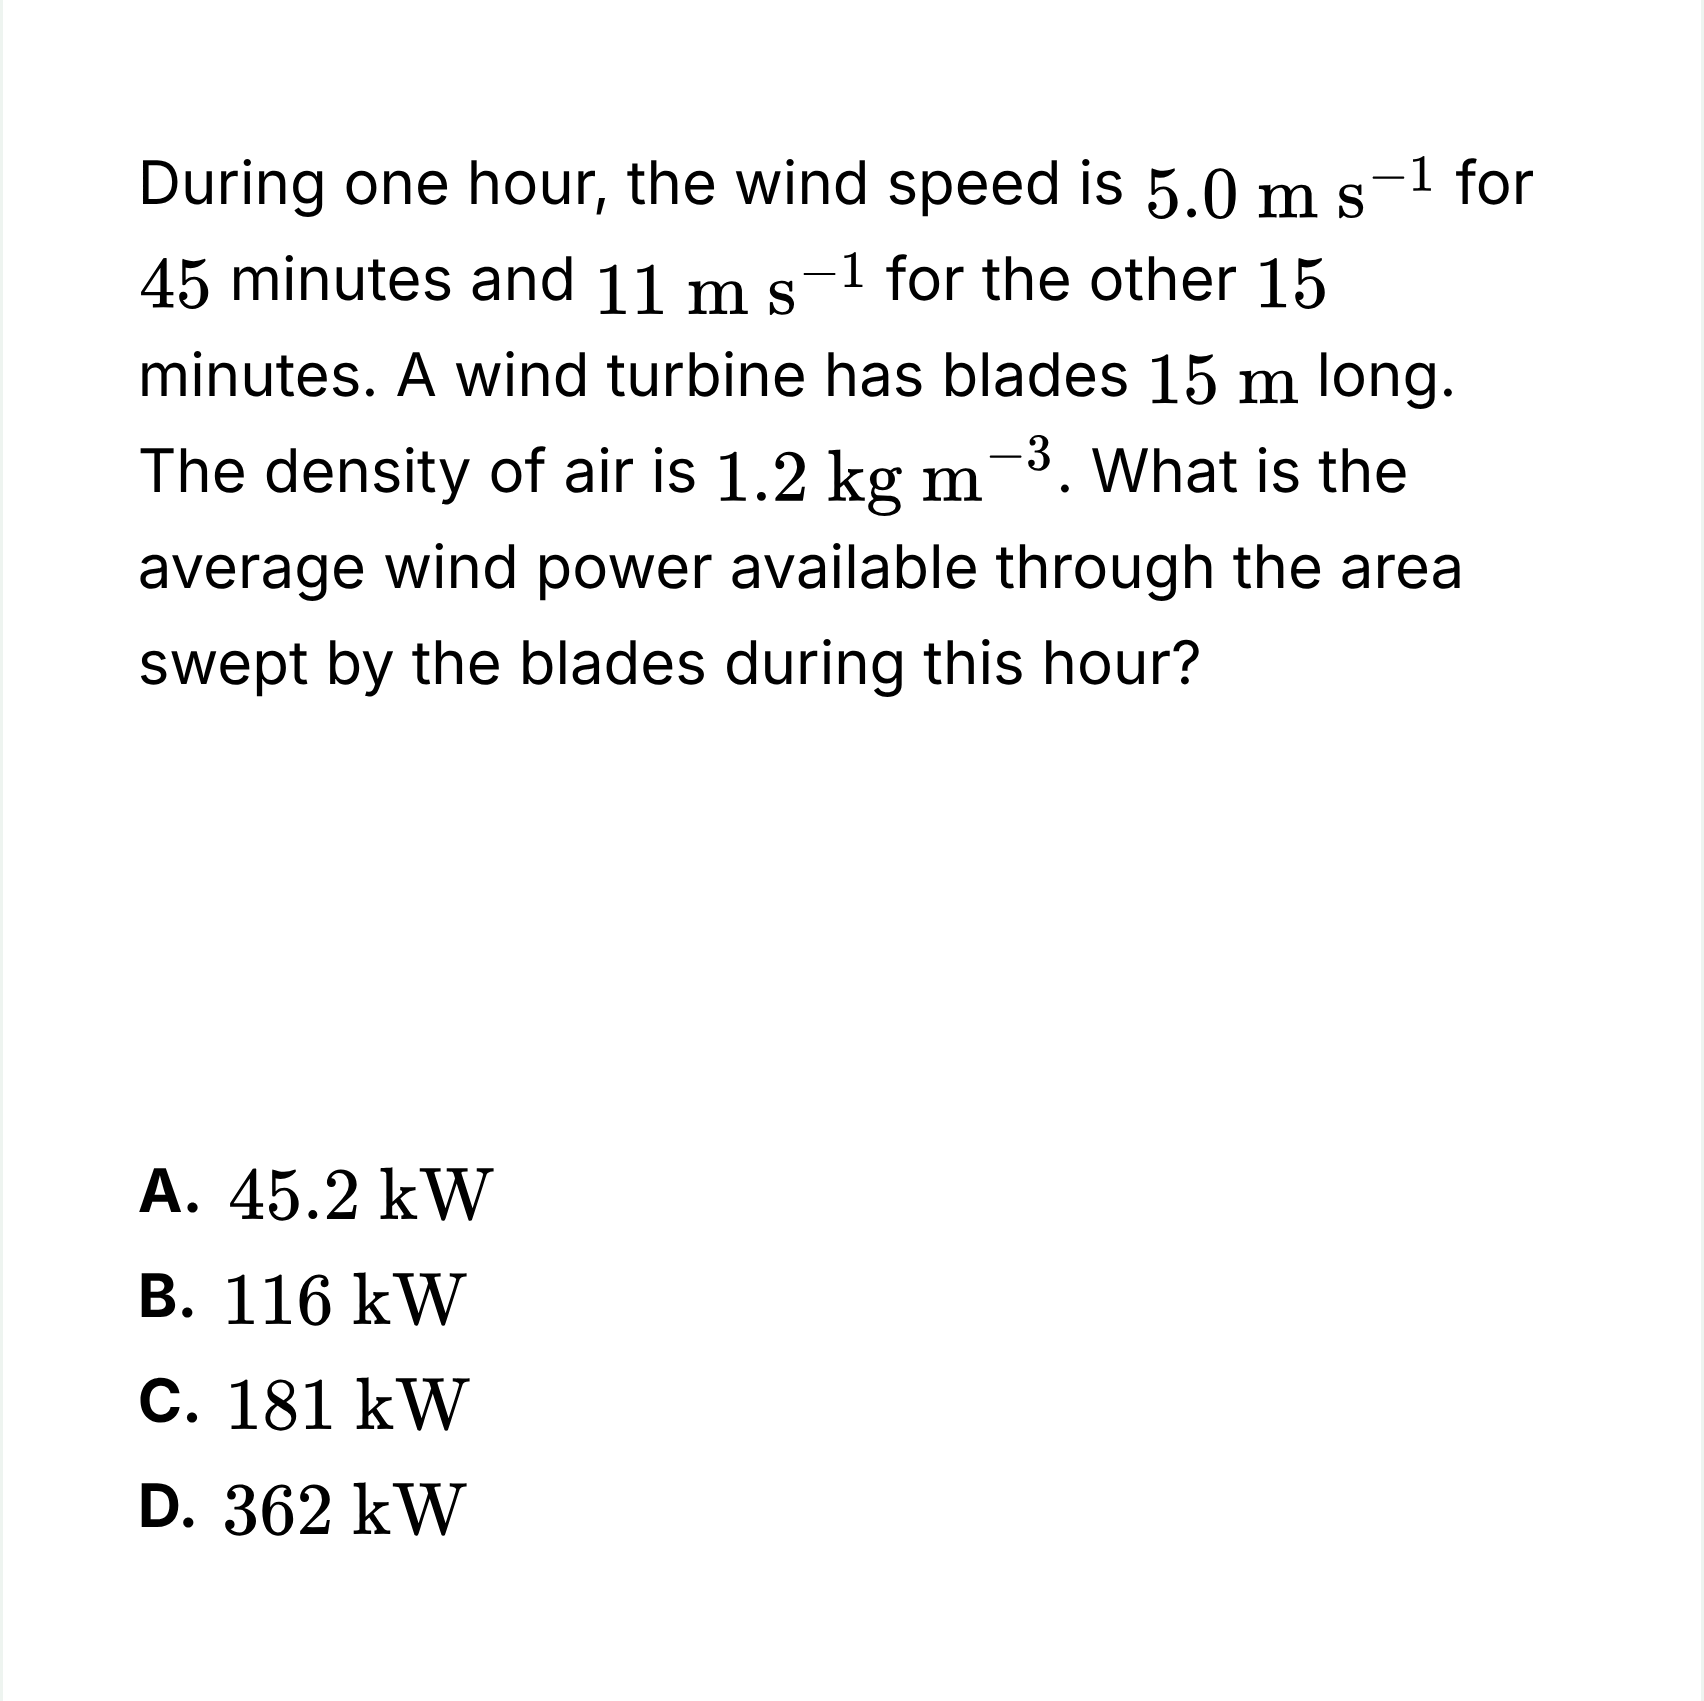 During one hour, the wind speed is 5.0 m s⁻¹ for
45 minutes and 11 m s⁻¹ for the other 15
minutes. A wind turbine has blades 15 m long.
The density of air is 1.2 kg m⁻³. What is the
average wind power available through the area
swept by the blades during this hour?
A. 45.2 kW
B. 116 kW
C. 181 kW
D. 362 kW